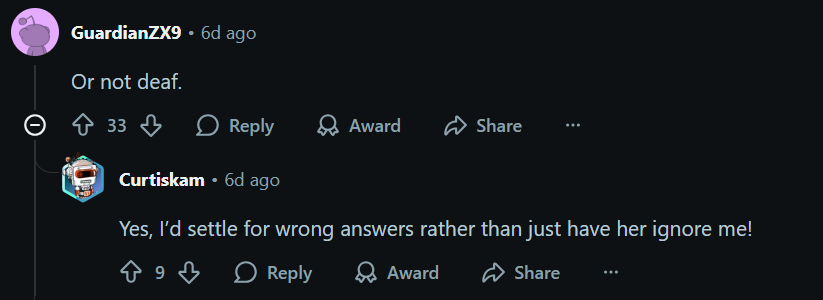 GuardianZX9 • 6d ago
Or not deaf.
33 Reply Award Share ···
Curtiskam • 6d ago
Yes, I’d settle for wrong answers rather than just have her ignore me!
9 Reply Award Share ···